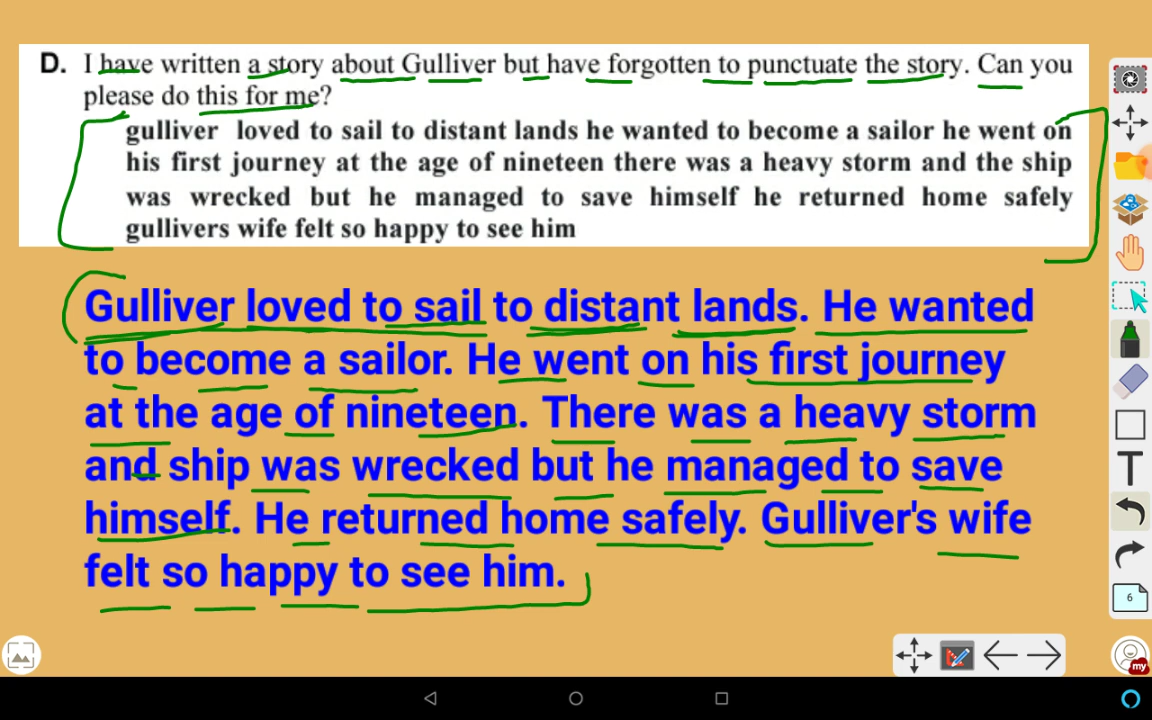 D. I have written a story about Gulliver but have forgotten to punctuate the story. Can you
please do this for me?
gulliver loved to sail to distant lands he wanted to become a sailor he went on
his first journey at the age of nineteen there was a heavy storm and the ship
was wrecked but he managed to save himself he returned home safely
gullivers wife felt so happy to see him
Gulliver loved to sail to distant lands. He wanted
to become a sailor. He went on his first journey
at the age of nineteen. There was a heavy storm
and ship was wrecked but he managed to save
himself. He returned home safely. Gulliver's wife
felt so happy to see him.
T
6
my